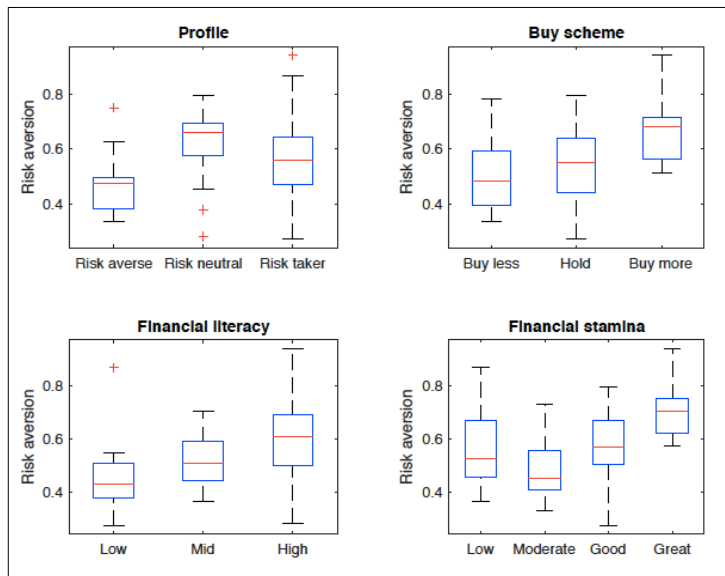 Profile
Risk aversion
0.8
0.6
0.4
Risk averse Risk neutral Risk taker
Buy scheme
Risk aversion
0.8
0.6
0.4
Buy less Hold Buy more
Financial literacy
Risk aversion
0.8
0.6
0.4
Low Mid High
Financial stamina
Risk aversion
0.8
0.6
0.4
Low Moderate Good Great